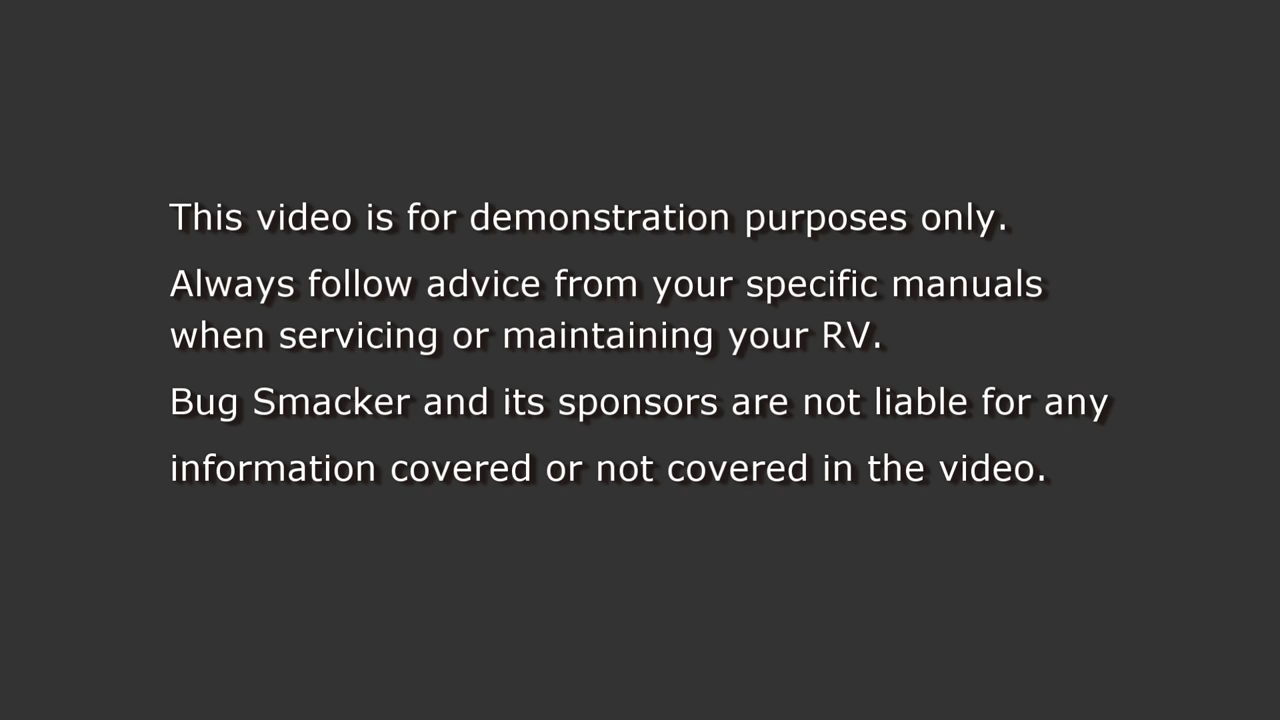 This video is for demonstration purposes only.
Always follow advice from your specific manuals
when servicing or maintaining your RV.
Bug Smacker and its sponsors are not liable for any
information covered or not covered in the video.